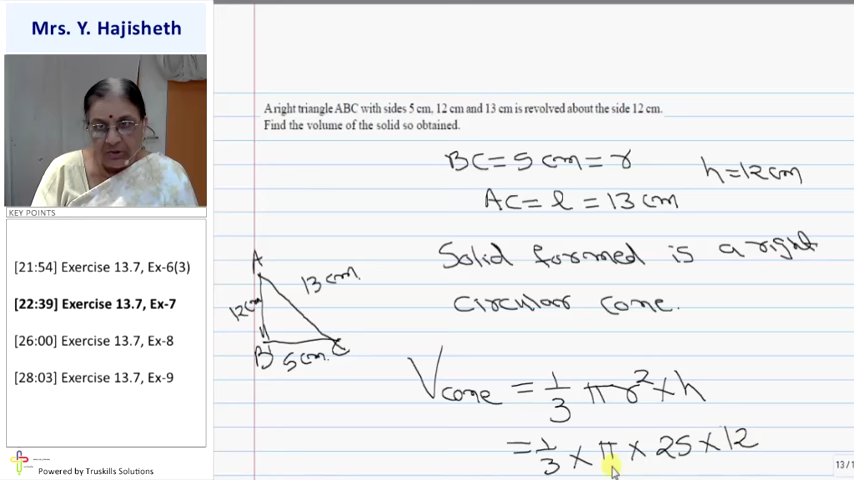 Mrs. Y. Hajisheth
KEY POINTS
[21:54] Exercise 13.7, Ex-6(3)
[22:39] Exercise 13.7, Ex-7
[26:00] Exercise 13.7, Ex-8
[28:03] Exercise 13.7, Ex-9
Powered by Truskills Solutions
A right triangle ABC with sides 5 cm, 12 cm and 13 cm is revolved about the side 12 cm.
Find the volume of the solid so obtained.
BC = 5 cm = r
h = 12 cm
AC = l = 13 cm
Solid formed is a right
circular cone.
A
13 cm.
12 cm
B
5 cm.
C
V cone = 1/3 π r² × h
= 1/3 × π × 25 × 12
13/1